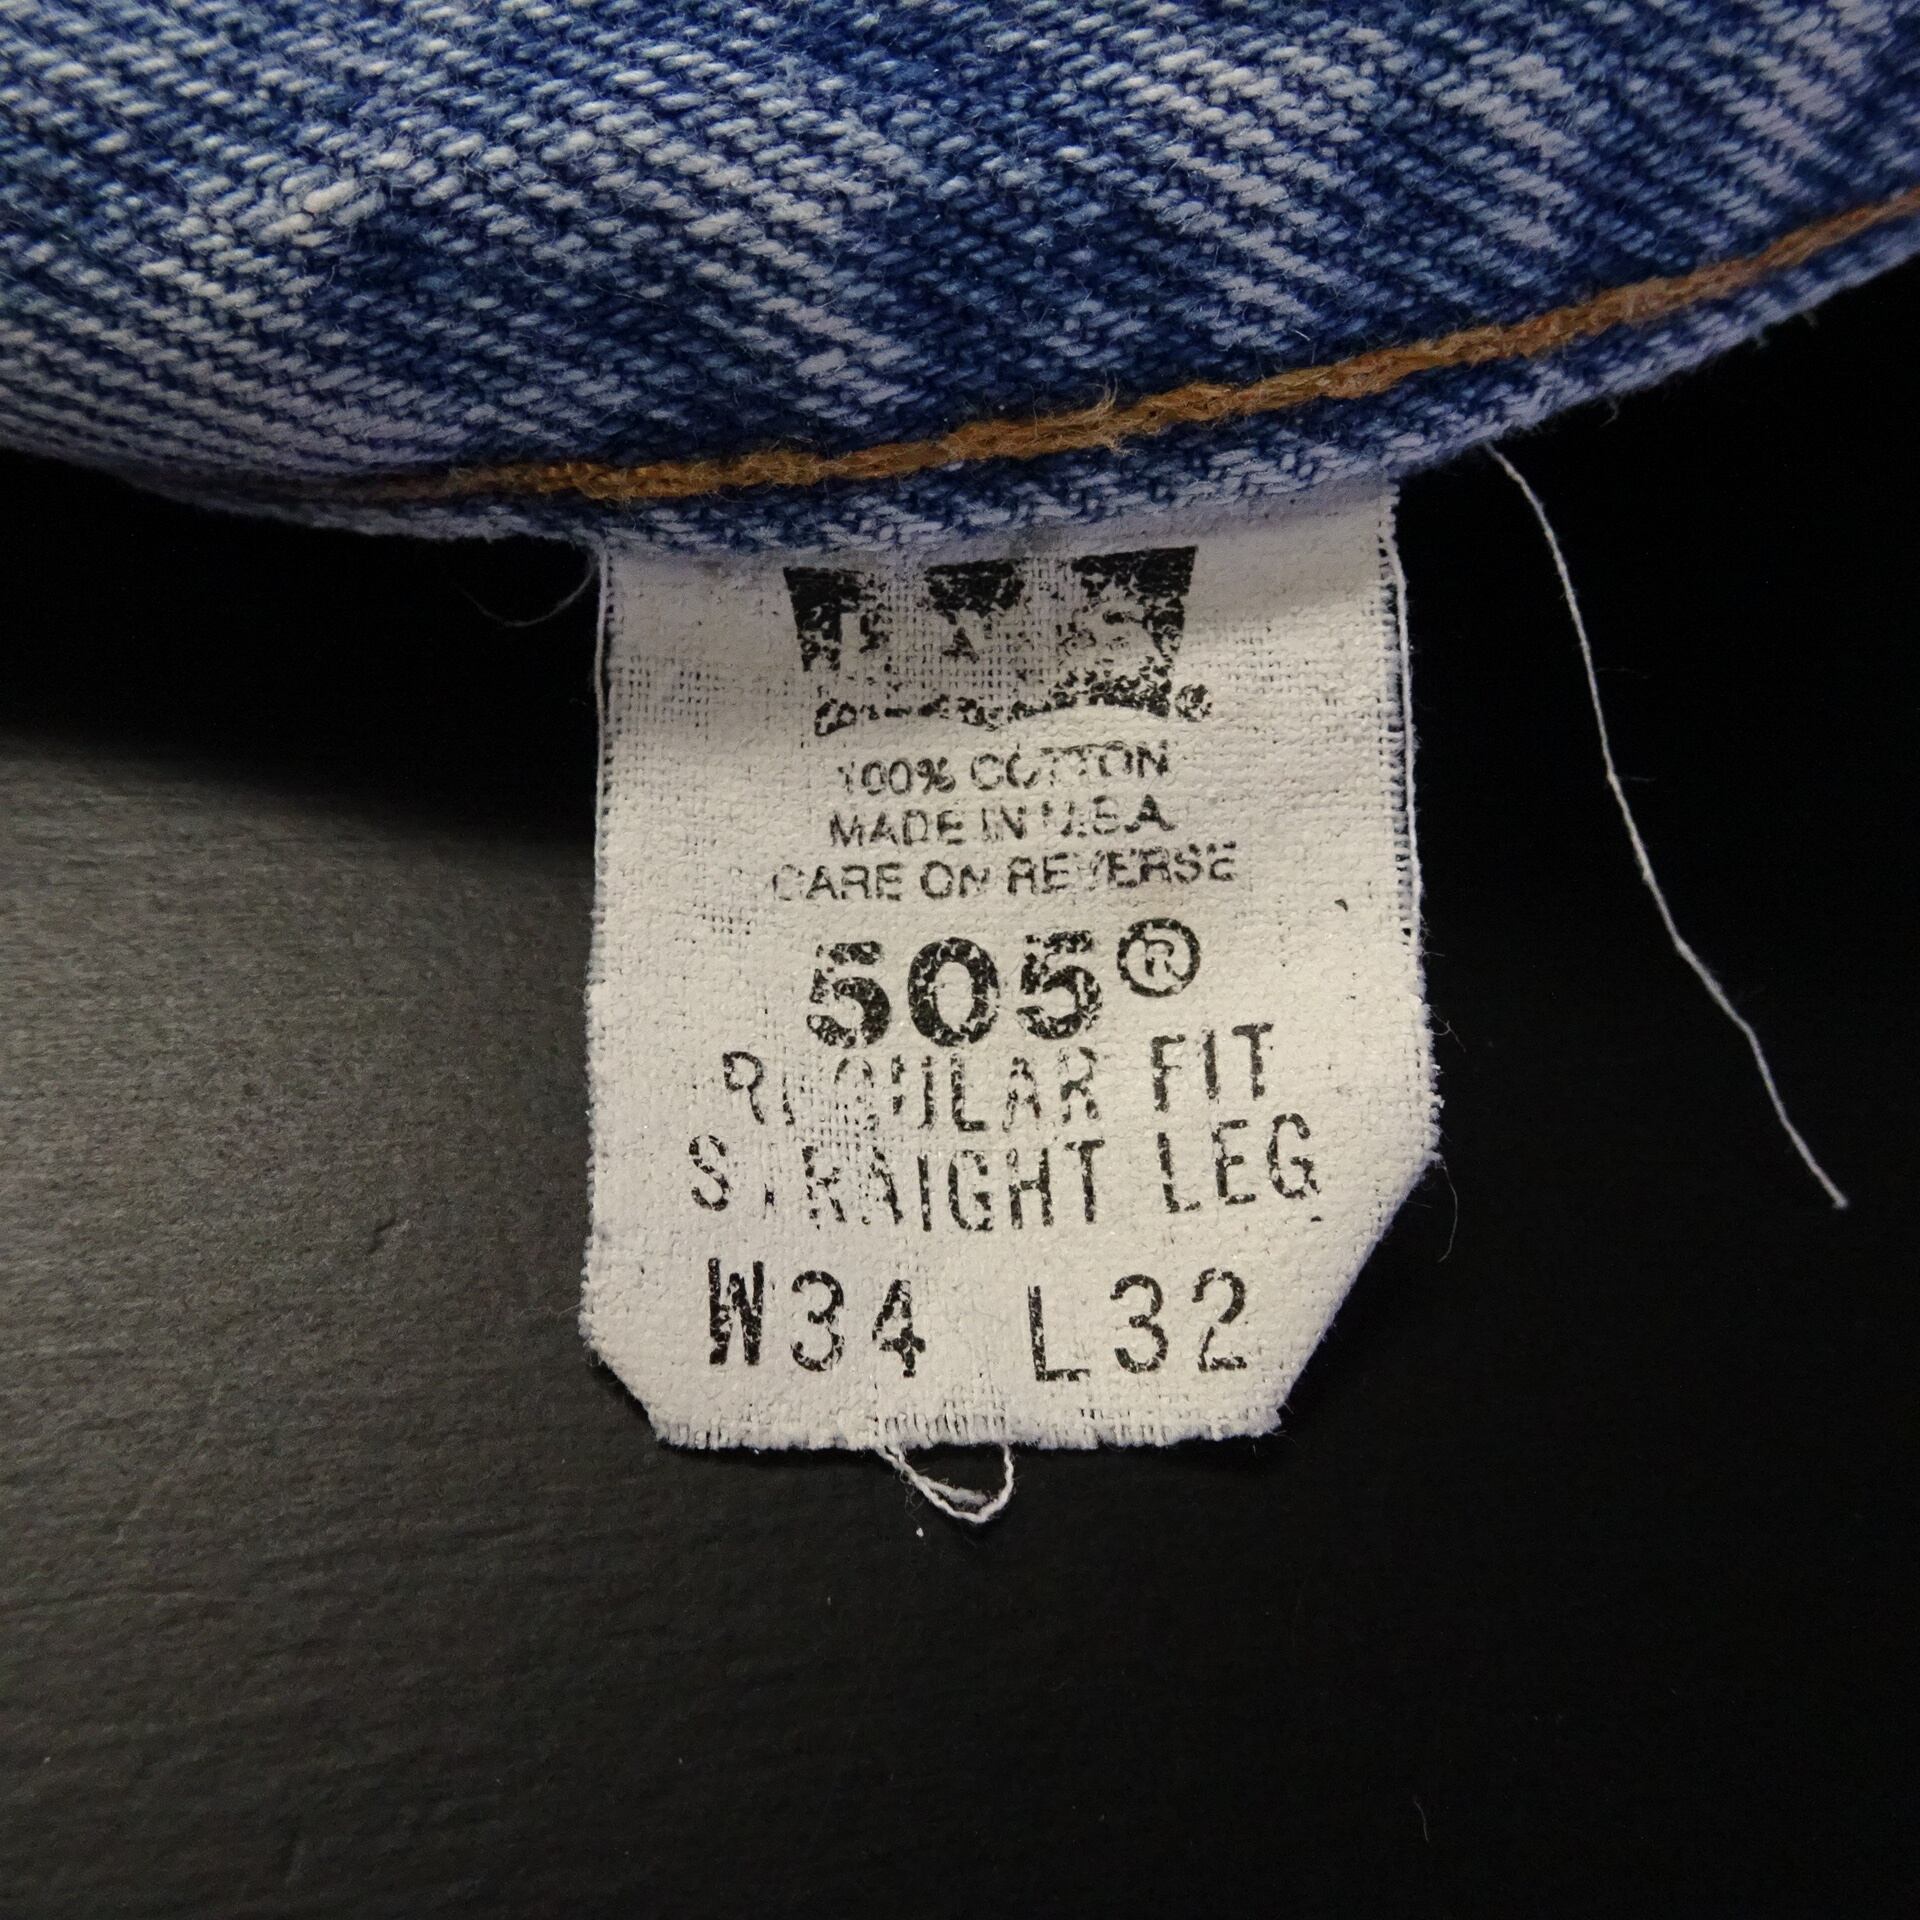 ®
100% COTTON
MADE IN U.S.A.
CARE ON REVERSE
505®
REGULAR FIT
STRAIGHT LEG
W34 L32